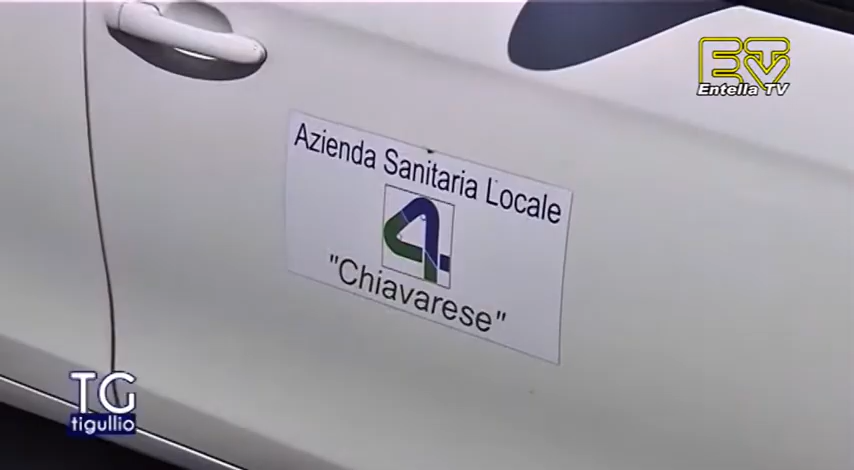 ETV
Entella TV
Azienda Sanitaria Locale
4
"Chiavarese"
TG
tigullio